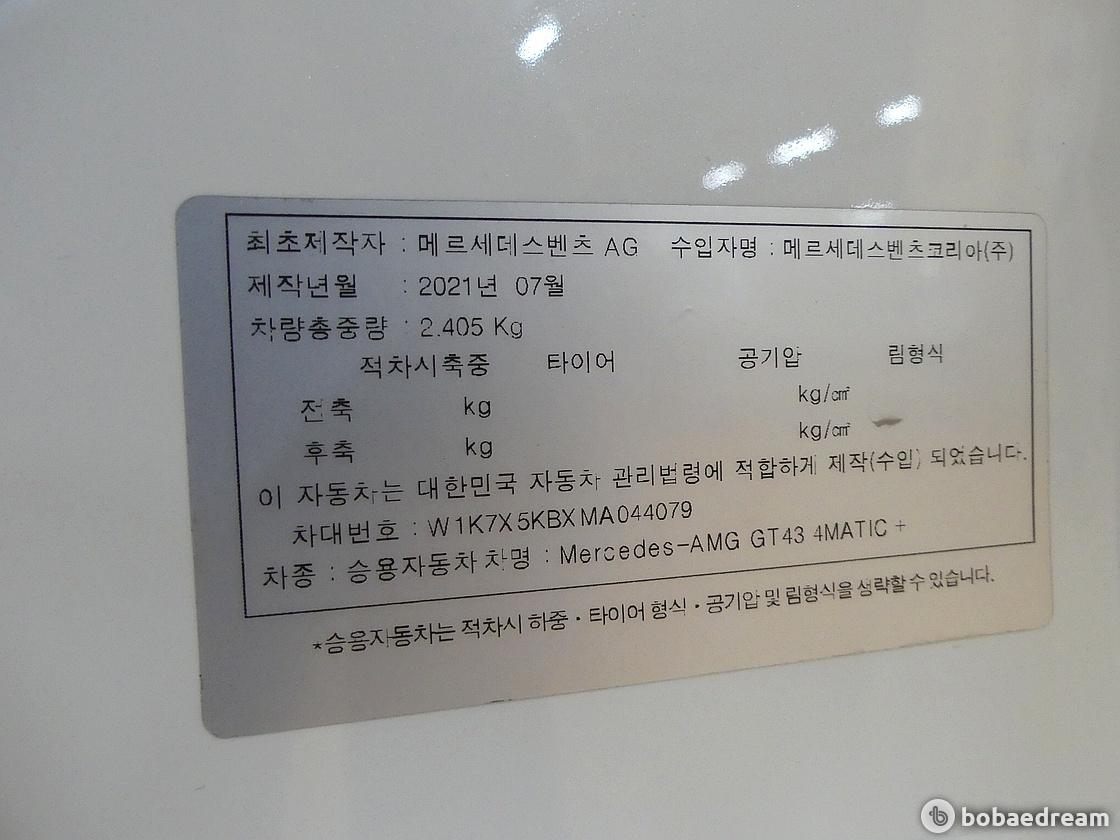 최초제작자 : 메르세데스벤츠 AG 수입자명 : 메르세데스벤츠코리아(주)
제작년월 : 2021년 07월
차량총중량 : 2.405 Kg
적차시축중 타이어 공기압 림형식
전축 kg kg/㎠
후축 kg kg/㎠
이 자동차는 대한민국 자동차 관리법령에 적합하게 제작(수입) 되었습니다.
차대번호 : W1K7X5KBXMA044079
차종 : 승용자동차 차명 : Mercedes-AMG GT43 4MATIC +
*승용자동차는 적차시 하중·타이어 형식·공기압 및 림형식을 생략할 수 있습니다.
bobaedream